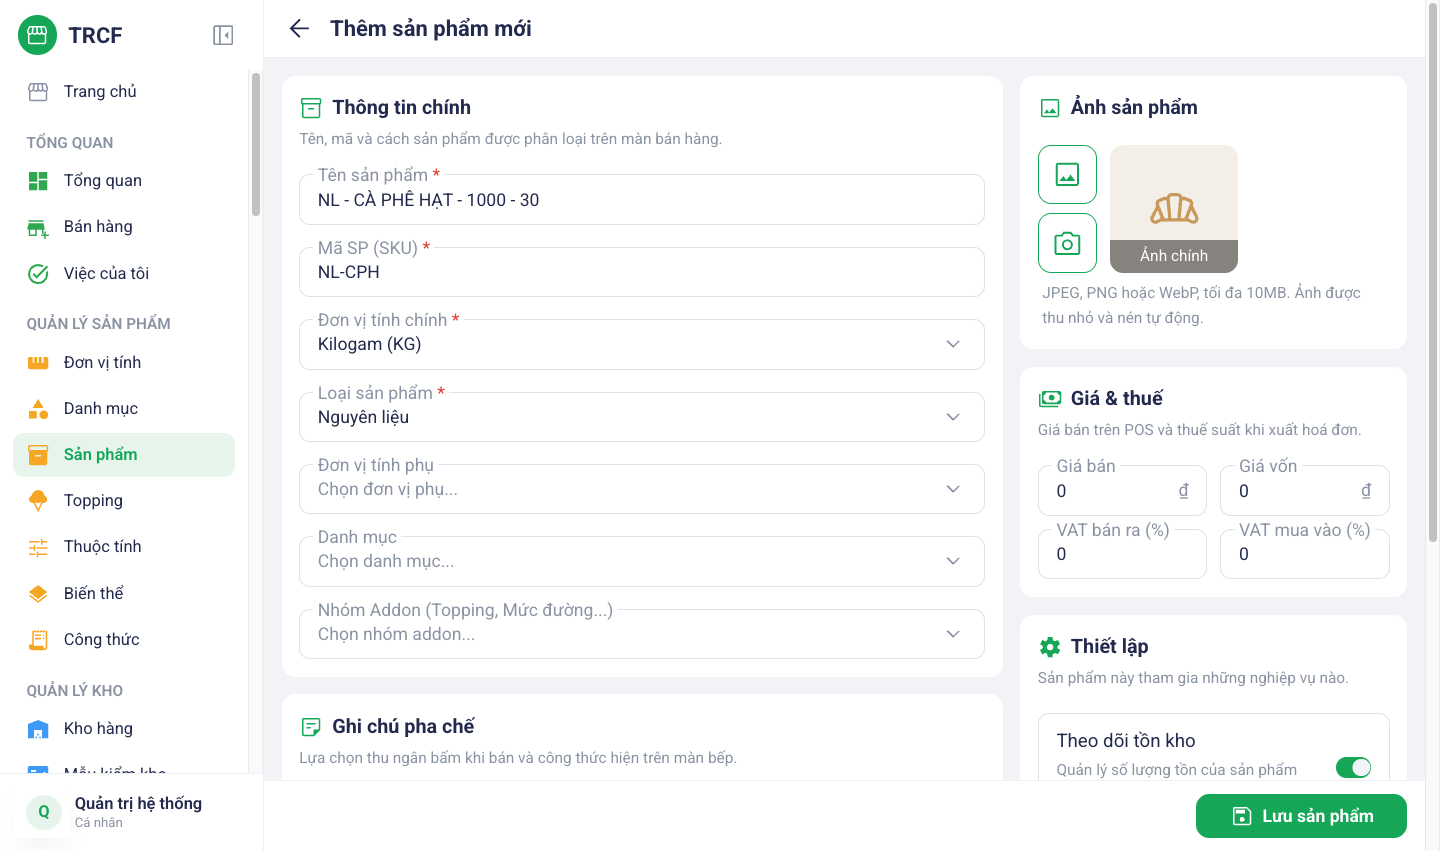 TRCF
Trang chủ
TỔNG QUAN
Tổng quan
Bán hàng
Việc của tôi
QUẢN LÝ SẢN PHẨM
Đơn vị tính
Danh mục
Sản phẩm
Topping
Thuộc tính
Biến thể
Công thức
QUẢN LÝ KHO
Kho hàng
Mẫu kiểm kho
Q
Quản trị hệ thống
Cá nhân
Thêm sản phẩm mới
Thông tin chính
Tên, mã và cách sản phẩm được phân loại trên màn bán hàng.
Tên sản phẩm *
NL - CÀ PHÊ HẠT - 1000 - 30
Mã SP (SKU) *
NL-CPH
Đơn vị tính chính *
Kilogam (KG)
Loại sản phẩm *
Nguyên liệu
Đơn vị tính phụ
Chọn đơn vị phụ...
Danh mục
Chọn danh mục...
Nhóm Addon (Topping, Mức đường...)
Chọn nhóm addon...
Ghi chú pha chế
Lựa chọn thu ngân bấm khi bán và công thức hiện trên màn bếp.
Ảnh sản phẩm
Ảnh chính
JPEG, PNG hoặc WebP, tối đa 10MB. Ảnh được
thu nhỏ và nén tự động.
Giá & thuế
Giá bán trên POS và thuế suất khi xuất hoá đơn.
Giá bán
0 ₫
Giá vốn
0 ₫
VAT bán ra (%)
0
VAT mua vào (%)
0
Thiết lập
Sản phẩm này tham gia những nghiệp vụ nào.
Theo dõi tồn kho
Quản lý số lượng tồn của sản phẩm
Lưu sản phẩm